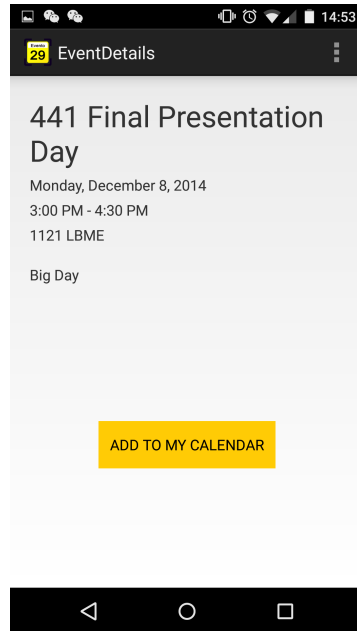 14:53
Events
29
EventDetails
441 Final Presentation
Day
Monday, December 8, 2014
3:00 PM - 4:30 PM
1121 LBME
Big Day
ADD TO MY CALENDAR